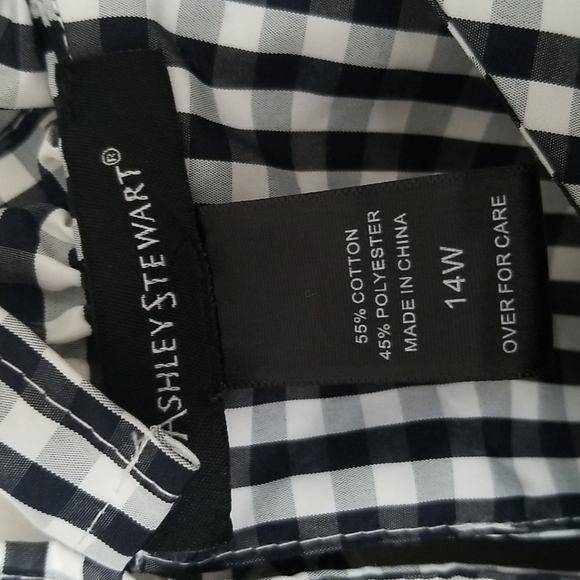 ASHLEY STEWART®
55% COTTON
45% POLYESTER
MADE IN CHINA
14W
OVER FOR CARE